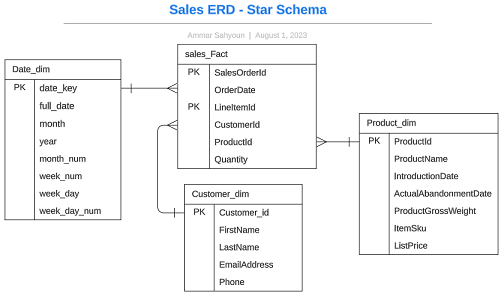 Sales ERD - Star Schema
Ammar Sahyoun | August 1, 2023
sales_Fact
PK SalesOrderId
OrderDate
PK LineItemId
CustomerId
ProductId
Quantity
Date_dim
PK date_key
full_date
month
year
month_num
week_num
week_day
week_day_num
Product_dim
PK ProductId
ProductName
IntroductionDate
ActualAbandonmentDate
ProductGrossWeight
ItemSku
ListPrice
Customer_dim
PK Customer_id
FirstName
LastName
EmailAddress
Phone